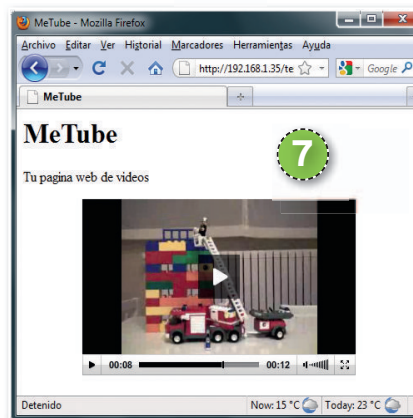 MeTube - Mozilla Firefox
Archivo Editar Ver Historial Marcadores Herramientas Ayuda
http://192.168.1.35/te
Google
MeTube
MeTube
7
Tu pagina web de videos
00:08 00:12
Detenido Now: 15 °C Today: 23 °C